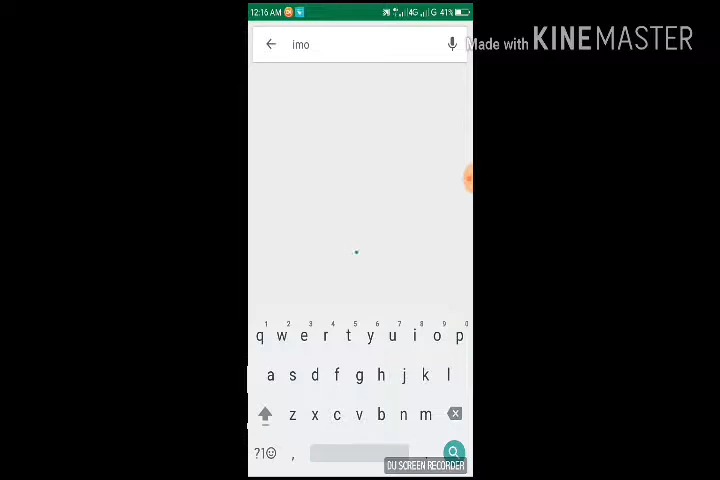 12:16 AM 4G G 41%
imo
Made with KINEMASTER
1 2 3 4 5 6 7 8 9 0
q w e r t y u i o p
a s d f g h j k l
z x c v b n m
?1☺ , .
DU SCREEN RECORDER